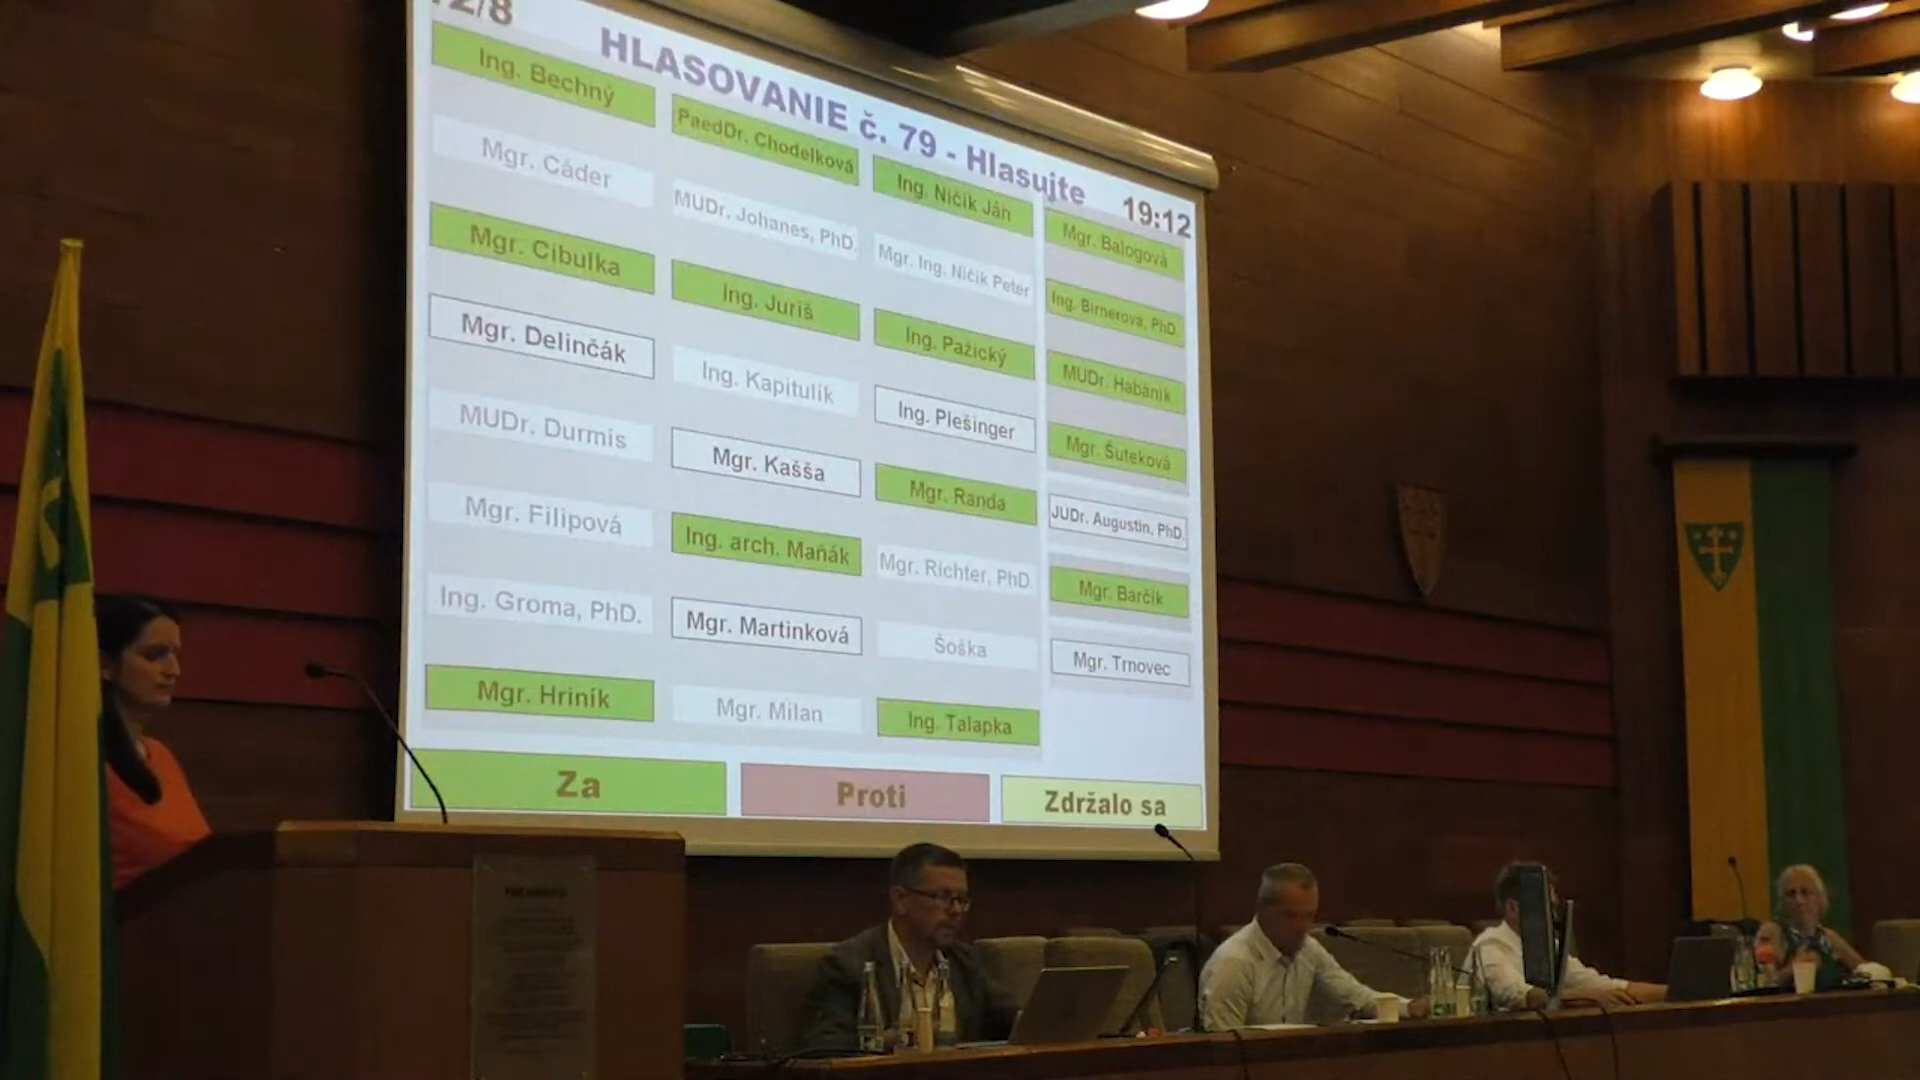 HLASOVANIE č. 79 - Hlasujte
19:12
Ing. Bechný
Mgr. Cáder
Mgr. Cibulka
Mgr. Delinčák
MUDr. Durmis
Mgr. Filipová
Ing. Groma, PhD.
Mgr. Hriník
PaedDr. Chodelková
MUDr. Johanes, PhD.
Ing. Juriš
Ing. Kapitulík
Mgr. Kašša
Ing. arch. Maňák
Mgr. Martinková
Mgr. Milan
Ing. Ničík Ján
Mgr. Ing. Ničík Peter
Ing. Pažický
Ing. Plešinger
Mgr. Randa
Mgr. Richter, PhD.
Šoška
Ing. Talapka
Mgr. Balogová
Ing. Birnerová, PhD.
MUDr. Habánik
Mgr. Šuteková
JUDr. Augustín, PhD.
Mgr. Barčík
Mgr. Trnovec
Za
Proti
Zdržalo sa